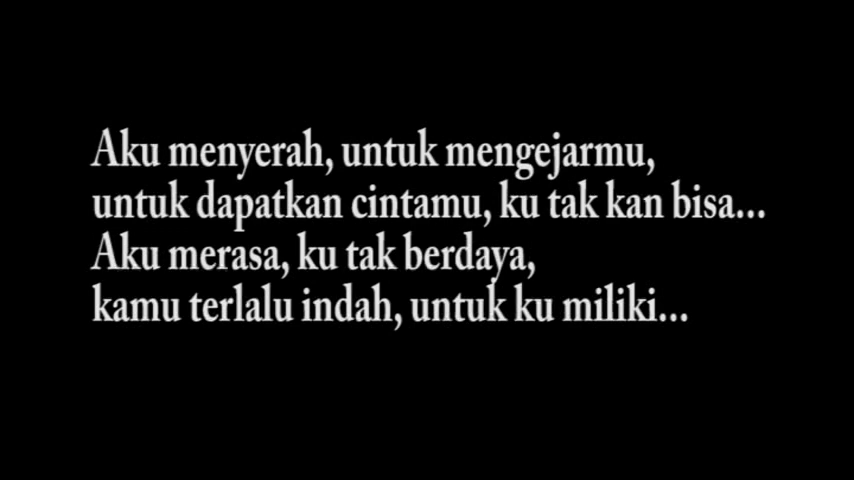 Aku menyerah, untuk mengejarmu,
untuk dapatkan cintamu, ku tak kan bisa...
Aku merasa, ku tak berdaya,
kamu terlalu indah, untuk ku miliki...